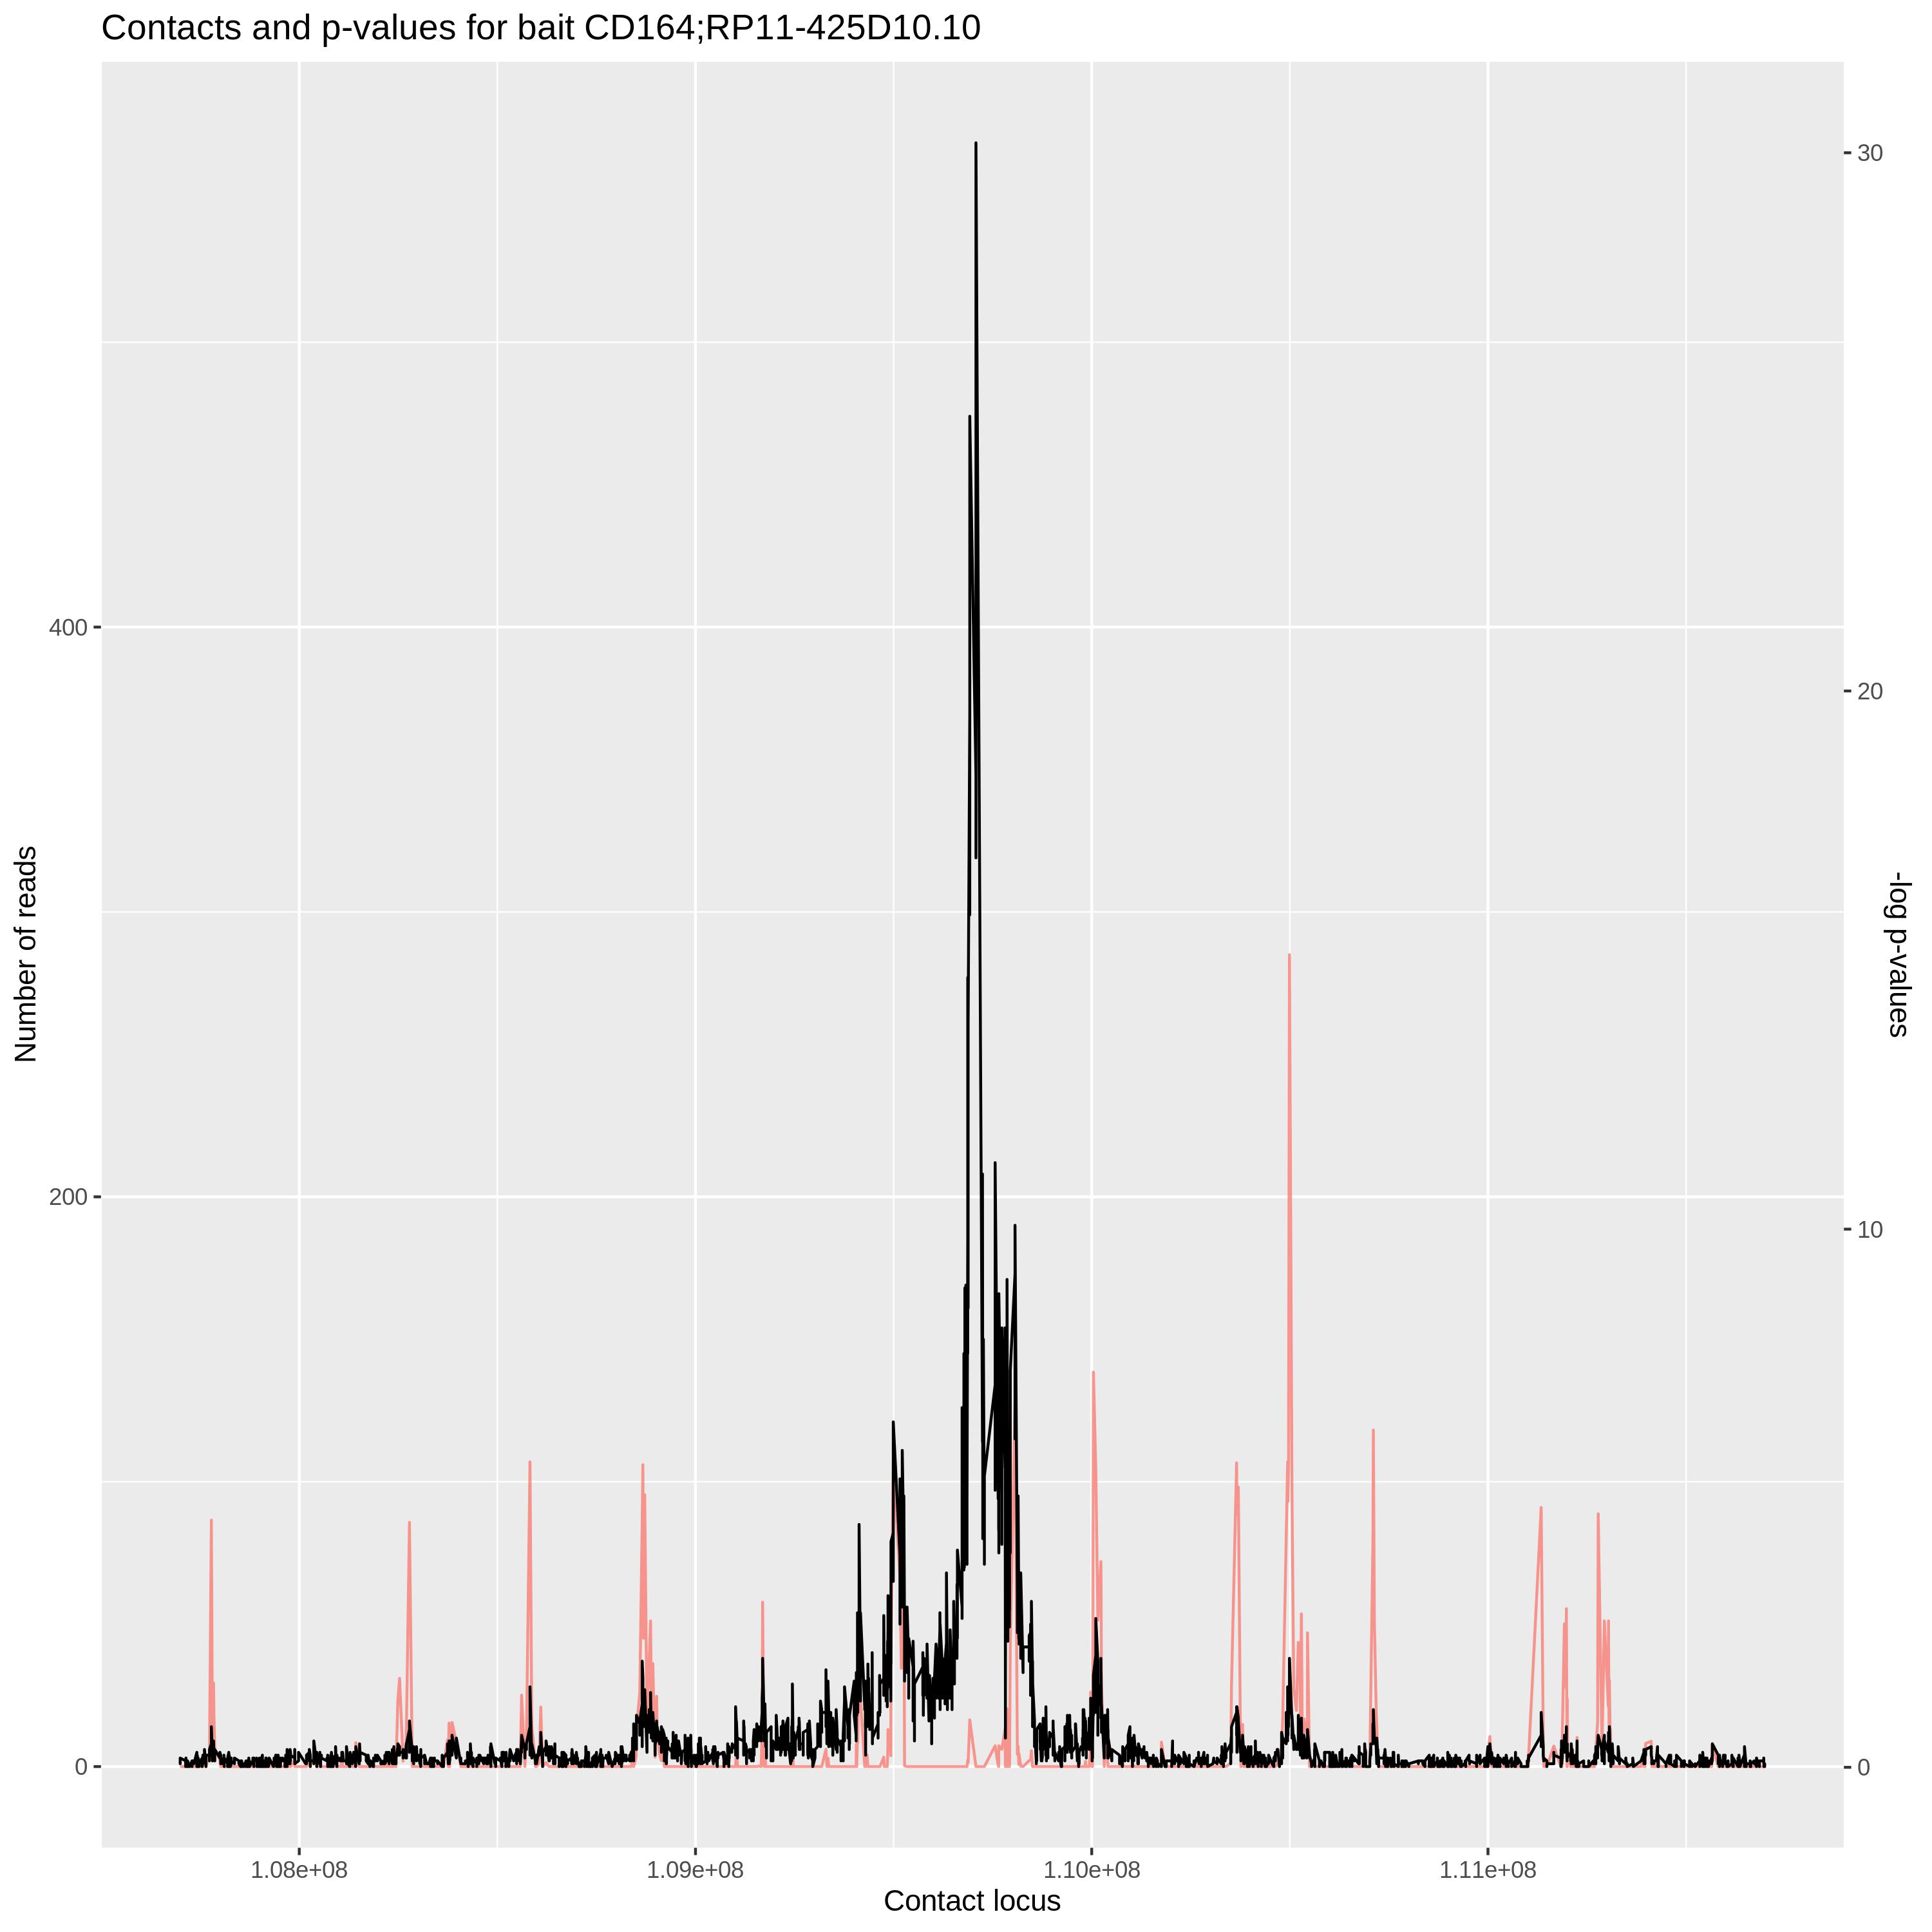 Contacts and p-values for bait CD164;RP11-425D10.10
30
400
20
Number of reads
-log p-values
200
10
0
0
1.08e+08
1.09e+08
1.10e+08
1.11e+08
Contact locus